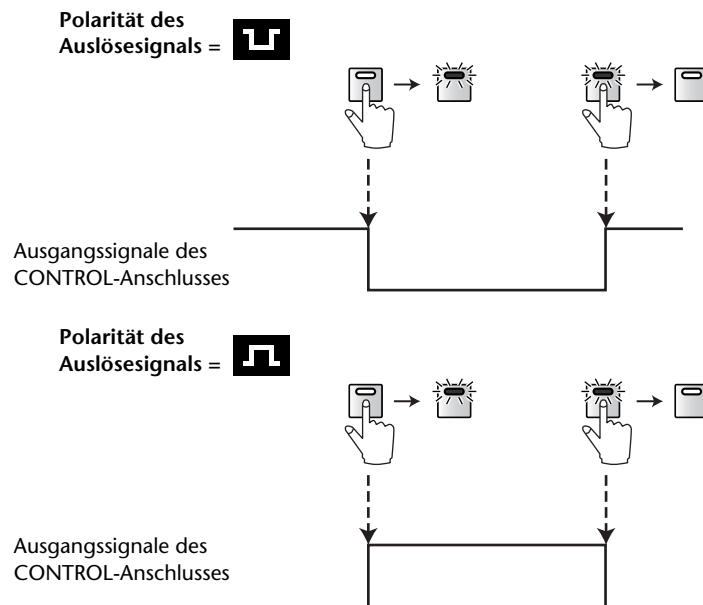 Polarität des
Auslösesignals =
Ausgangssignale des
CONTROL-Anschlusses
Polarität des
Auslösesignals =
Ausgangssignale des
CONTROL-Anschlusses